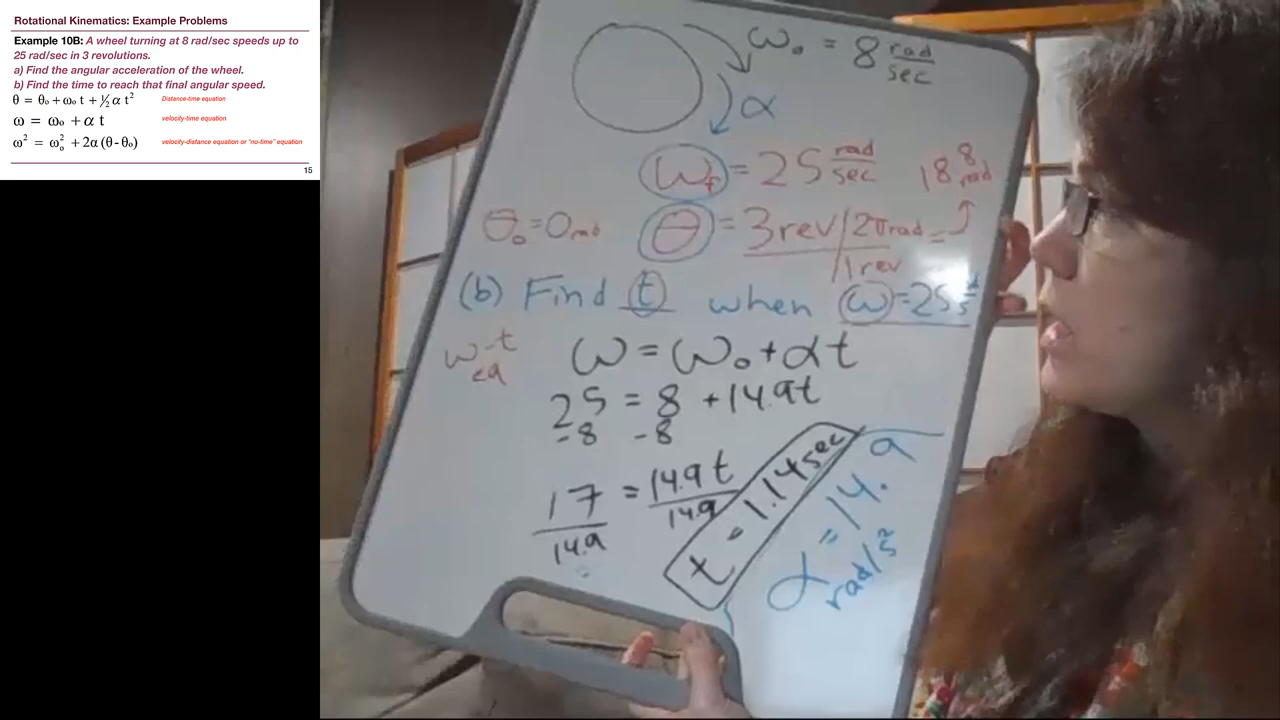 Rotational Kinematics: Example Problems
Example 10B: A wheel turning at 8 rad/sec speeds up to
25 rad/sec in 3 revolutions.
a) Find the angular acceleration of the wheel.
b) Find the time to reach that final angular speed.
θ = θ₀ + ω₀ t + ½ α t² Distance-time equation
ω = ω₀ + α t velocity-time equation
ω² = ω₀² + 2α (θ - θ₀) velocity-distance equation or "no-time" equation
15
ω₀ = 8 rad/sec
α
ω_f = 25 rad/sec
18.8 rad
θ₀ = 0 rad θ = 3 rev / 2π rad =
1 rev
(b) Find t when ω = 25
ω-t ω = ω₀ + αt
eq
25 = 8 + 14.9t
-8 -8
17 = 14.9 t
14.9 14.9
t = 1.14 sec
α = 14.9
rad/s²